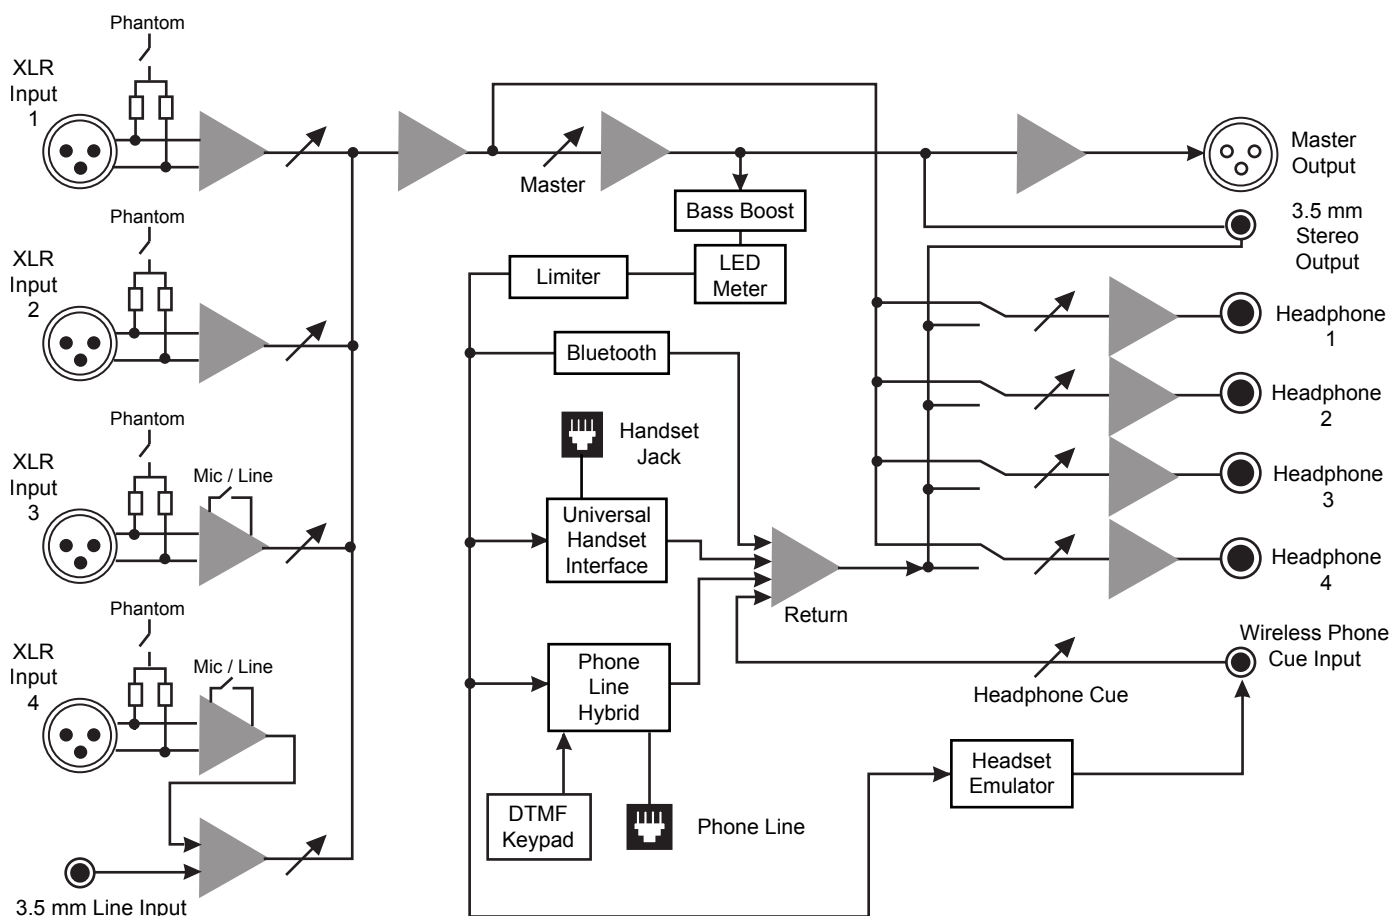 Phantom
XLR
Input
1
Phantom
XLR
Input
2
Phantom
XLR
Input
3
Mic / Line
Phantom
XLR
Input
4
Mic / Line
3.5 mm Line Input
Master
Bass Boost
LED
Meter
Limiter
Bluetooth
Handset
Jack
Universal
Handset
Interface
Return
Phone
Line
Hybrid
DTMF
Keypad
Phone Line
Master
Output
3.5 mm
Stereo
Output
Headphone
1
Headphone
2
Headphone
3
Headphone
4
Wireless Phone
Cue Input
Headphone Cue
Headset
Emulator